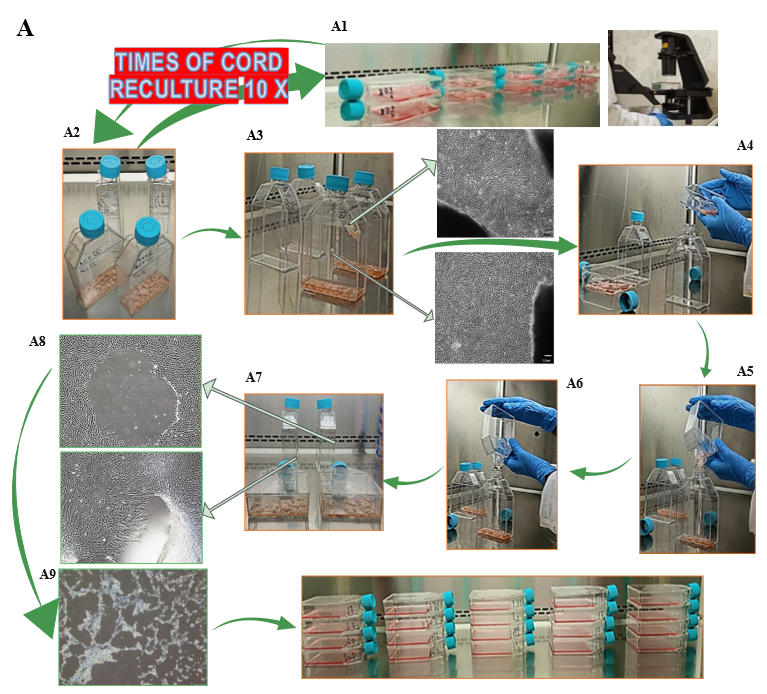 A
A1
TIMES OF CORD
RECULTURE 10 X
A2
A3
A4
A8
A7
A6
A5
A9